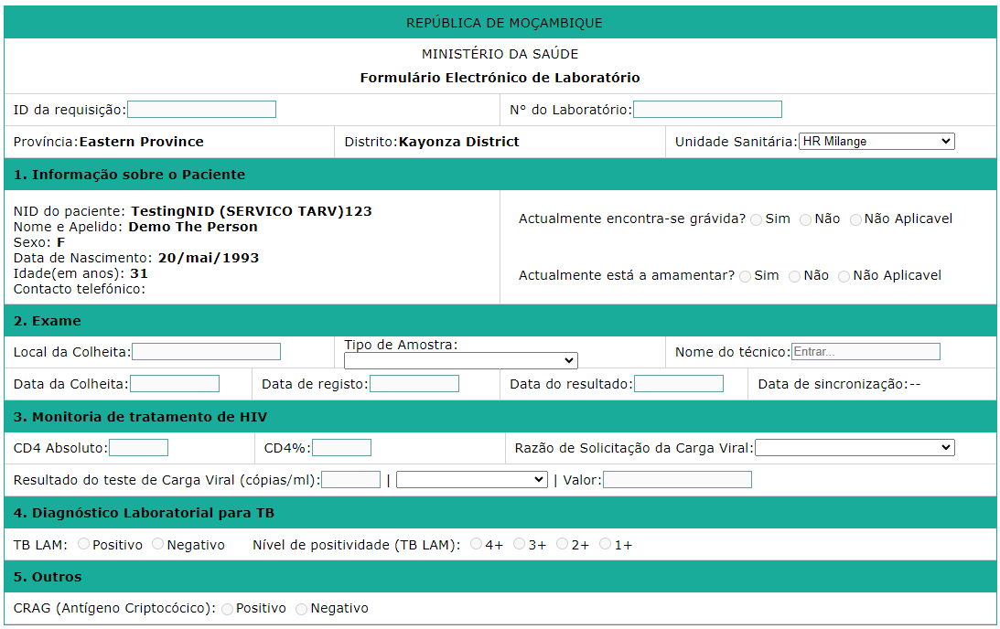 REPÚBLICA DE MOÇAMBIQUE
MINISTÉRIO DA SAÚDE
Formulário Electrónico de Laboratório
ID da requisição: N° do Laboratório:
Província:Eastern Province Distrito:Kayonza District Unidade Sanitária: HR Milange
1. Informação sobre o Paciente
NID do paciente: TestingNID (SERVICO TARV)123
Nome e Apelido: Demo The Person
Sexo: F
Data de Nascimento: 20/mai/1993
Idade(em anos): 31
Contacto telefónico:
Actualmente encontra-se grávida? Sim Não Não Aplicavel
Actualmente está a amamentar? Sim Não Não Aplicavel
2. Exame
Local da Colheita: Tipo de Amostra: Nome do técnico: Entrar...
Data da Colheita: Data de registo: Data do resultado: Data de sincronização:--
3. Monitoria de tratamento de HIV
CD4 Absoluto: CD4%: Razão de Solicitação da Carga Viral:
Resultado do teste de Carga Viral (cópias/ml): | | Valor:
4. Diagnóstico Laboratorial para TB
TB LAM: Positivo Negativo Nível de positividade (TB LAM): 4+ 3+ 2+ 1+
5. Outros
CRAG (Antígeno Criptocócico): Positivo Negativo